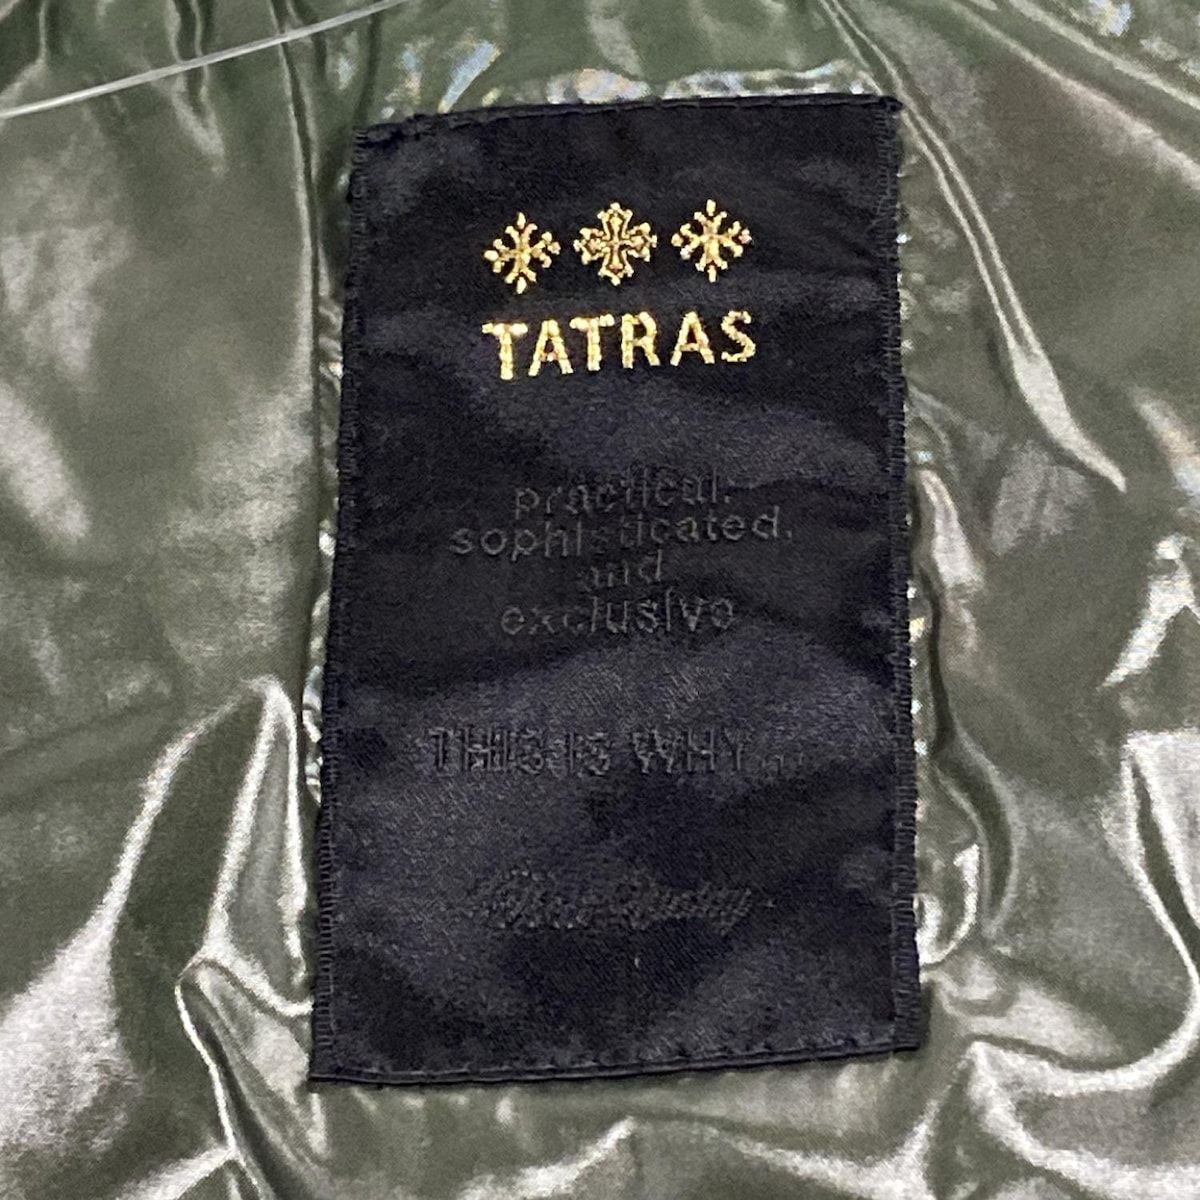 TATRAS
practical,
sophisticated,
and
exclusive
THIS IS WHY...